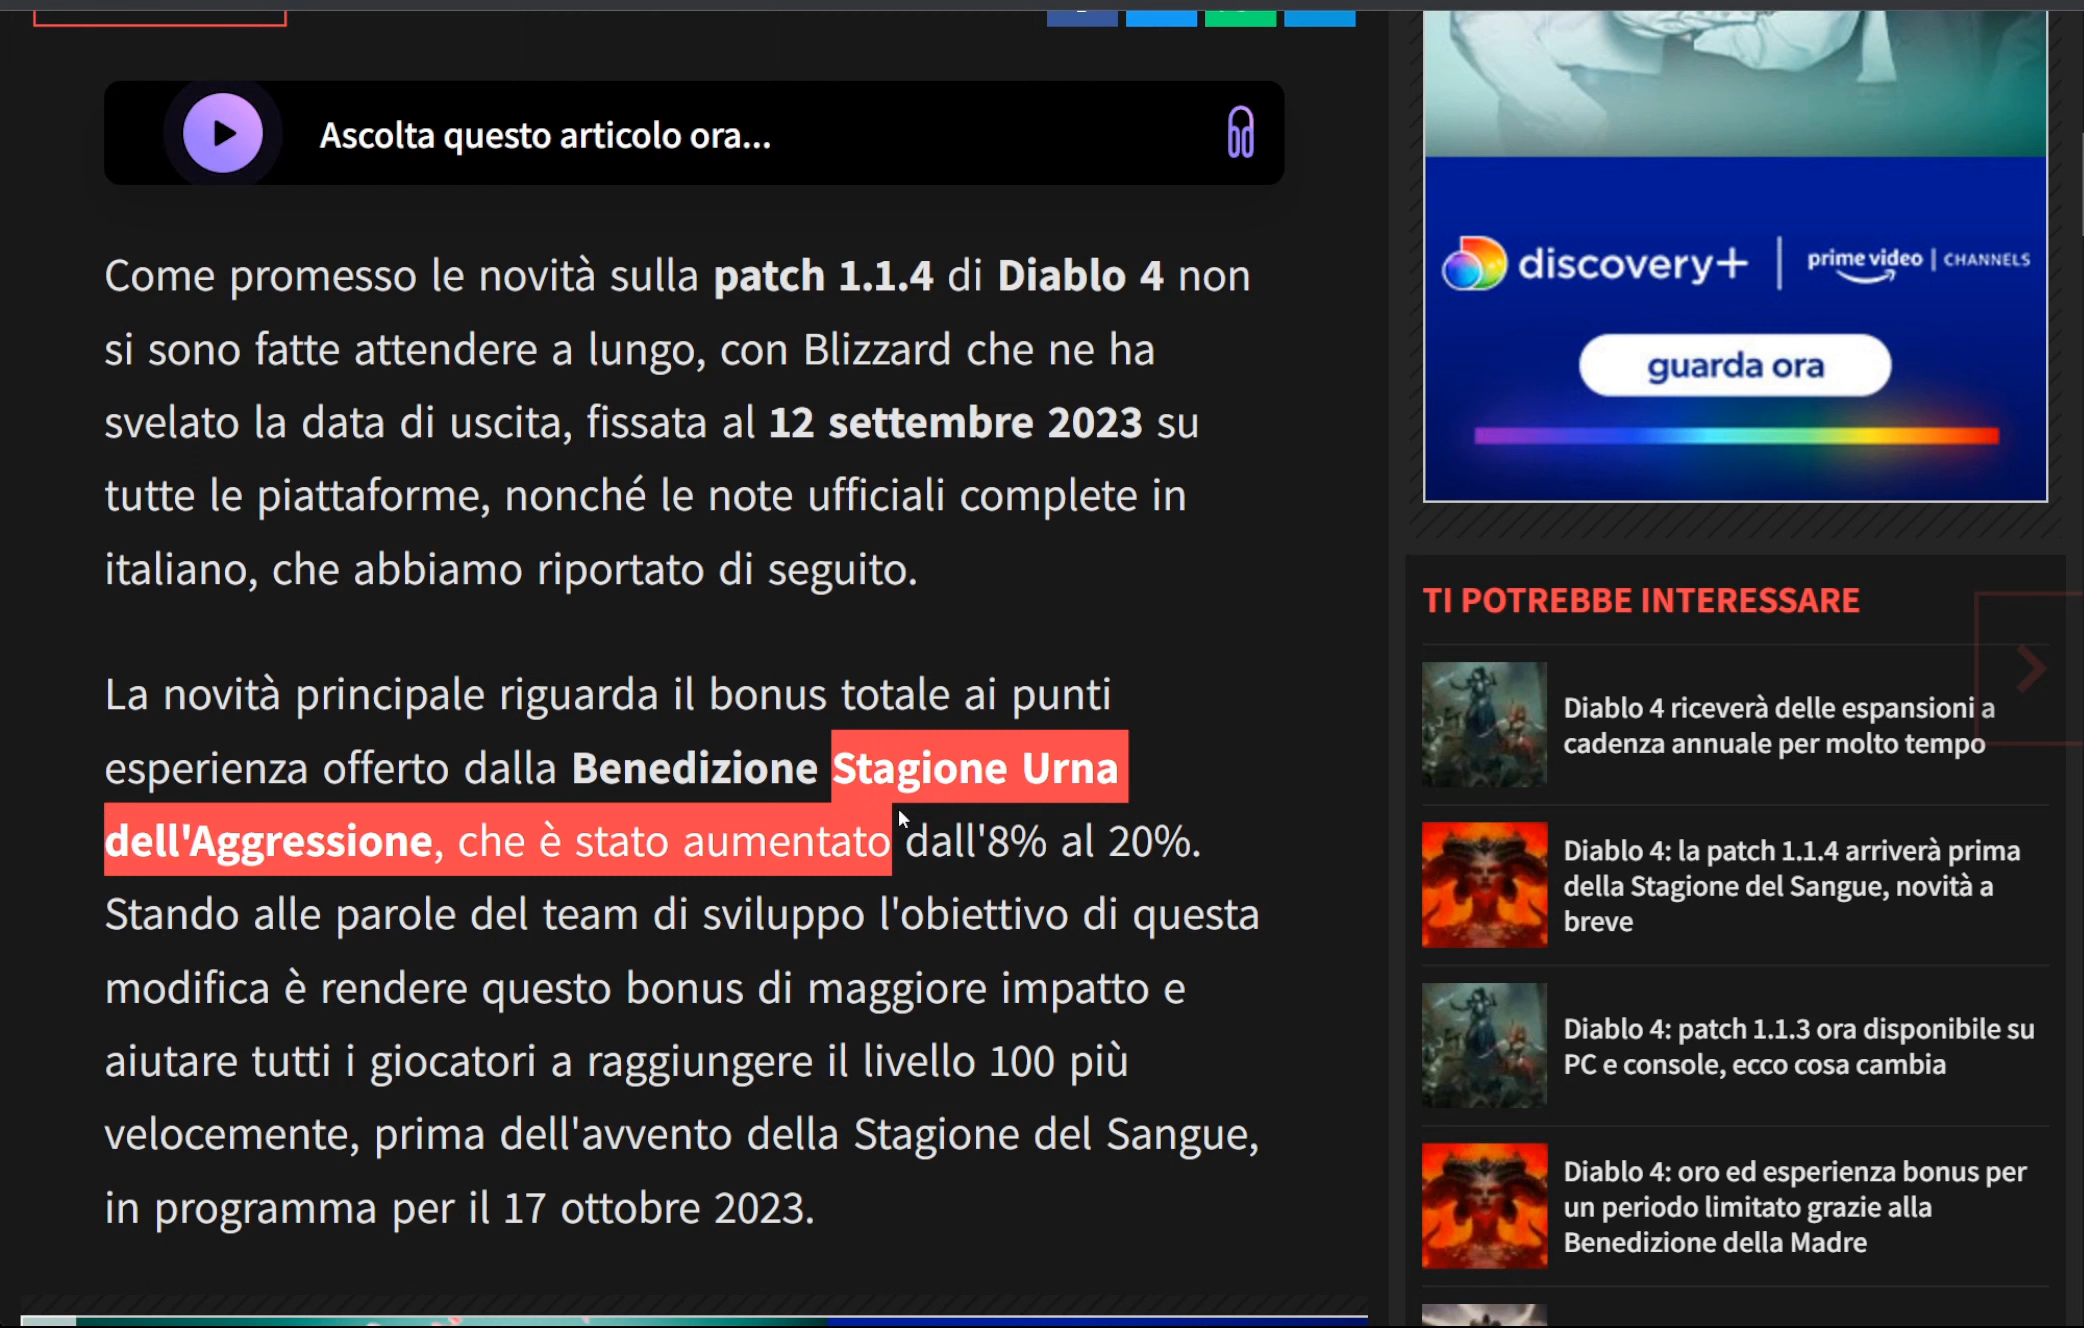 Ascolta questo articolo ora...
Come promesso le novità sulla patch 1.1.4 di Diablo 4 non
si sono fatte attendere a lungo, con Blizzard che ne ha
svelato la data di uscita, fissata al 12 settembre 2023 su
tutte le piattaforme, nonché le note ufficiali complete in
italiano, che abbiamo riportato di seguito.
La novità principale riguarda il bonus totale ai punti
esperienza offerto dalla Benedizione Stagione Urna
dell'Aggressione, che è stato aumentato dall'8% al 20%.
Stando alle parole del team di sviluppo l'obiettivo di questa
modifica è rendere questo bonus di maggiore impatto e
aiutare tutti i giocatori a raggiungere il livello 100 più
velocemente, prima dell'avvento della Stagione del Sangue,
in programma per il 17 ottobre 2023.
discovery+ | prime video | CHANNELS
guarda ora
TI POTREBBE INTERESSARE
Diablo 4 riceverà delle espansioni a
cadenza annuale per molto tempo
Diablo 4: la patch 1.1.4 arriverà prima
della Stagione del Sangue, novità a
breve
Diablo 4: patch 1.1.3 ora disponibile su
PC e console, ecco cosa cambia
Diablo 4: oro ed esperienza bonus per
un periodo limitato grazie alla
Benedizione della Madre